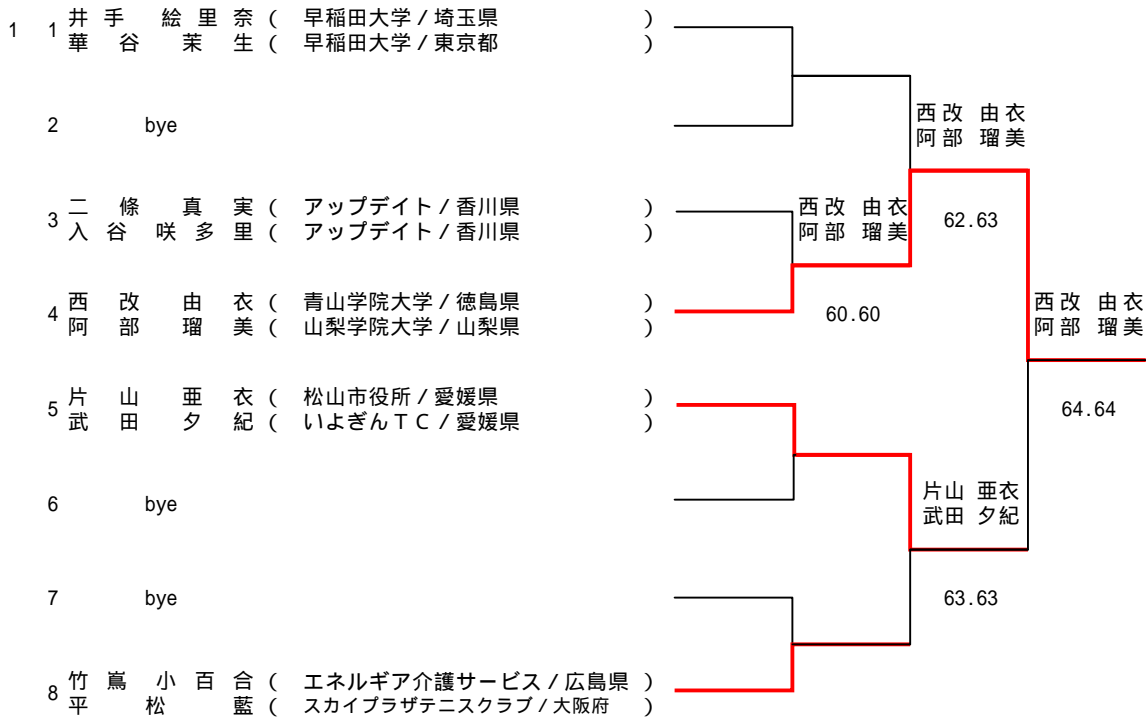 1 1 井手 絵里奈 ( 早稲田大学 / 埼玉県 )
華谷 茉生 ( 早稲田大学 / 東京都 )
西改 由衣
阿部 瑠美
2 bye
3 二條 真実 ( アップデイト / 香川県 )
入谷 咲多里 ( アップデイト / 香川県 )
西改 由衣
阿部 瑠美
62.63
4 西改 由衣 ( 青山学院大学 / 徳島県 )
阿部 瑠美 ( 山梨学院大学 / 山梨県 )
60.60
西改 由衣
阿部 瑠美
5 片山 亜衣 ( 松山市役所 / 愛媛県 )
武田 夕紀 ( いよぎんTC / 愛媛県 )
64.64
6 bye
片山 亜衣
武田 夕紀
7 bye
63.63
8 竹嶌 小百合 ( エネルギア介護サービス / 広島県 )
平松 藍 ( スカイプラザテニスクラブ / 大阪府 )